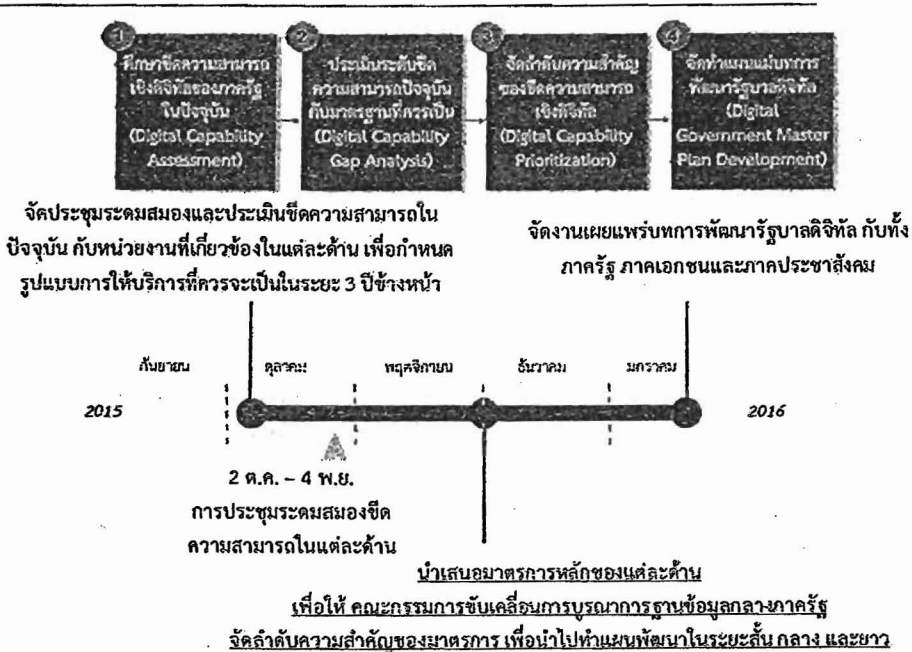 1
ศึกษาขีดความสามารถ
เชิงดิจิทัลของภาครัฐ
ในปัจจุบัน
(Digital Capability
Assessment)
2
ประเมินระดับขีด
ความสามารถปัจจุบัน
กับมาตรฐานที่ควรเป็น
(Digital Capability
Gap Analysis)
3
จัดลำดับความสำคัญ
ของขีดความสามารถ
เชิงดิจิทัล
(Digital Capability
Prioritization)
4
จัดทำแผนแม่บทการ
พัฒนารัฐบาลดิจิทัล
(Digital
Government Master
Plan Development)
จัดประชุมระดมสมองและประเมินขีดความสามารถใน
ปัจจุบัน กับหน่วยงานที่เกี่ยวข้องในแต่ละด้าน เพื่อกำหนด
รูปแบบการให้บริการที่ควรจะเป็นในระยะ 3 ปีข้างหน้า
จัดงานเผยแพร่บทการพัฒนารัฐบาลดิจิทัล กับทั้ง
ภาครัฐ ภาคเอกชนและภาคประชาสังคม
กันยายน ตุลาคม พฤศจิกายน ธันวาคม มกราคม
2015 2016
2 ต.ค. – 4 พ.ย.
การประชุมระดมสมองขีด
ความสามารถในแต่ละด้าน
นำเสนอมาตรการหลักของแต่ละด้าน
เพื่อให้ คณะกรรมการขับเคลื่อนการบูรณาการฐานข้อมูลกลางภาครัฐ
จัดลำดับความสำคัญของมาตรการ เพื่อนำไปทำแผนพัฒนาในระยะสั้น กลาง และยาว